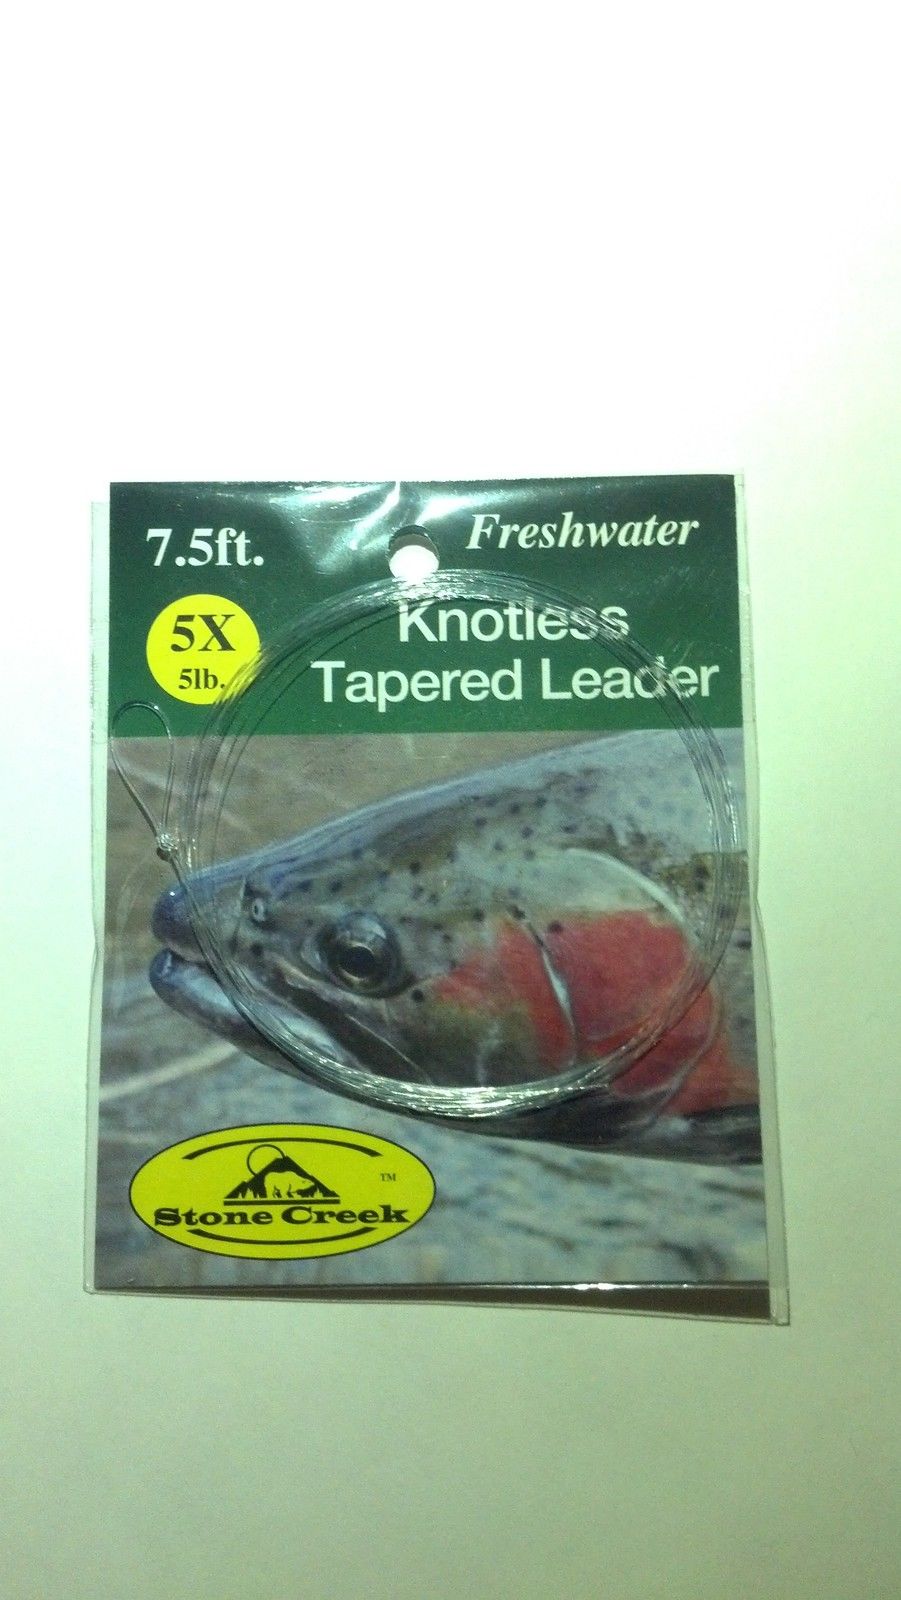 7.5ft.
Freshwater
5X
5lb.
Knotless
Tapered Leader
Stone Creek
TM